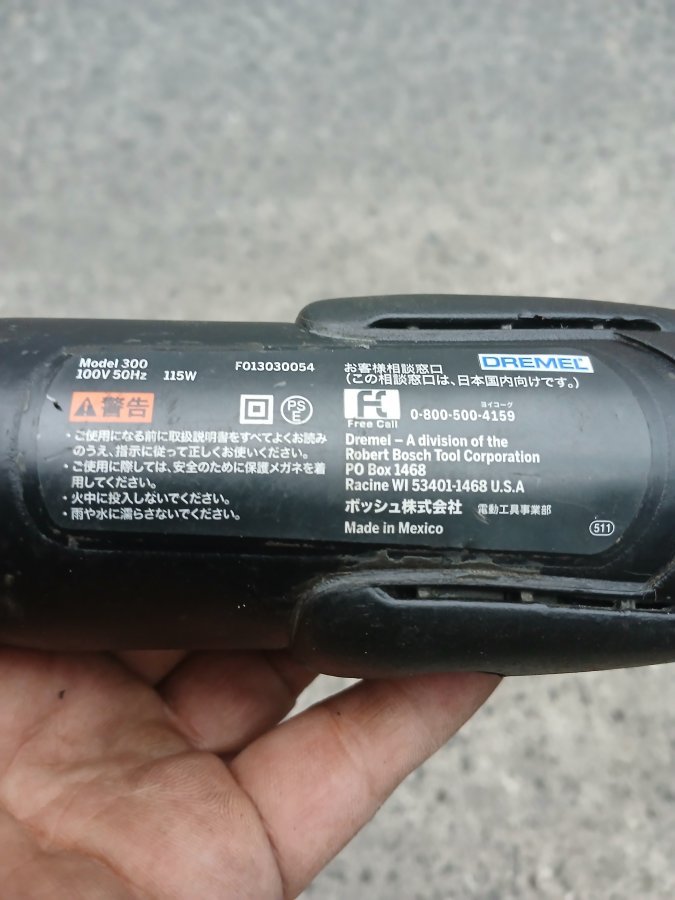 Model 300
100V 50Hz 115W
F013030054
警告
PS
E
・ご使用になる前に取扱説明書をすべてよくお読み
のうえ、指示に従って正しくお使いください。
・ご使用に際しては、安全のために保護メガネを着
用してください。
・火中に投入しないでください。
・雨や水に濡らさないでください。
お客様相談窓口
DREMEL
(この相談窓口は、日本国内向けです。)
Free Call
ヨイコーグ
0-800-500-4159
Dremel – A division of the
Robert Bosch Tool Corporation
PO Box 1468
Racine WI 53401-1468 U.S.A
ボッシュ株式会社 電動工具事業部
Made in Mexico
511